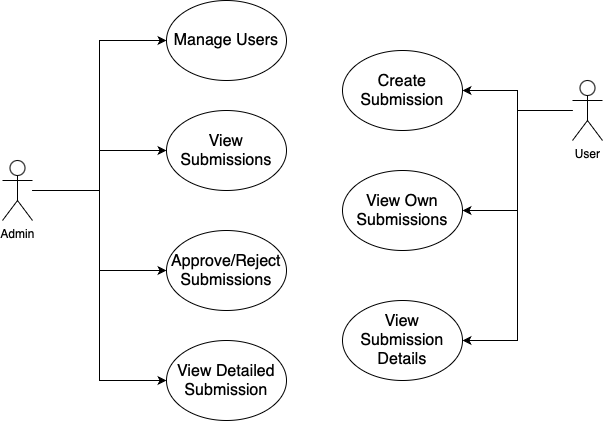 Manage Users
View
Submissions
Approve/Reject
Submissions
View Detailed
Submission
Admin
Create
Submission
View Own
Submissions
View
Submission
Details
User